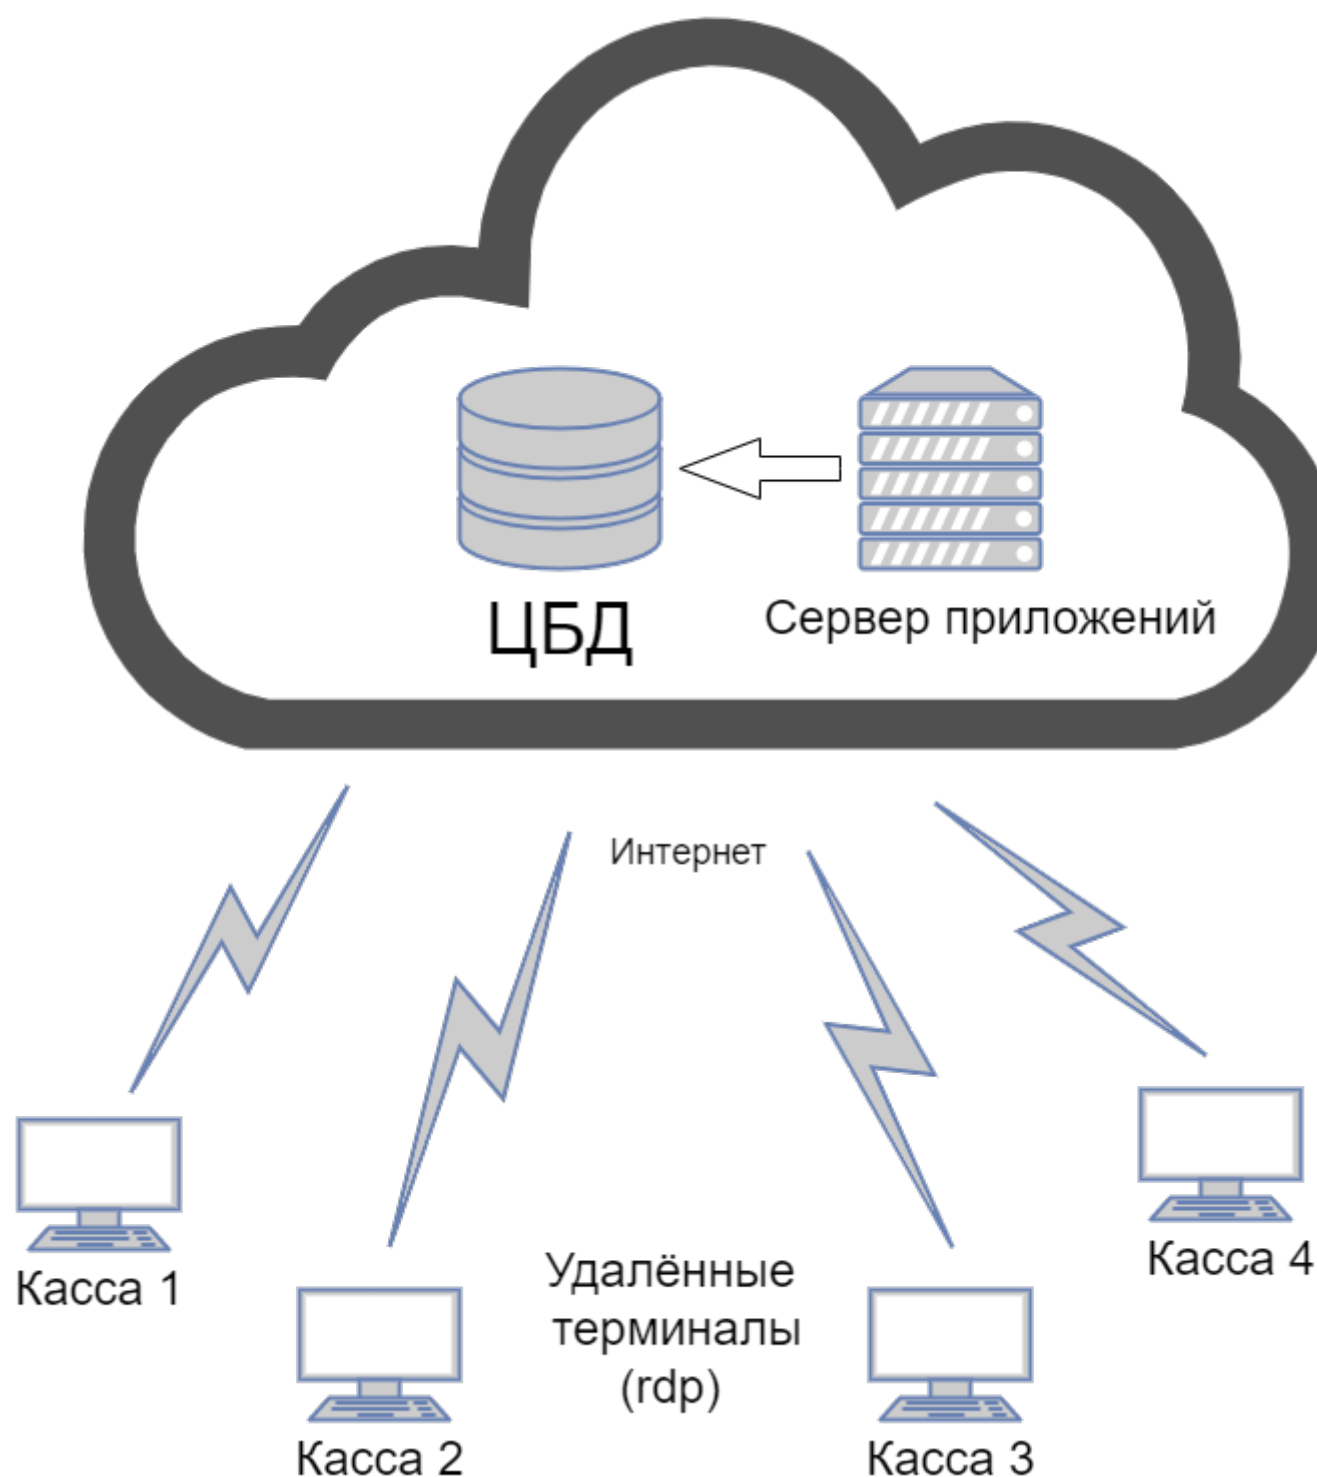 ЦБД
Сервер приложений
Интернет
Касса 1
Касса 2
Удалённые
терминалы
(rdp)
Касса 3
Касса 4